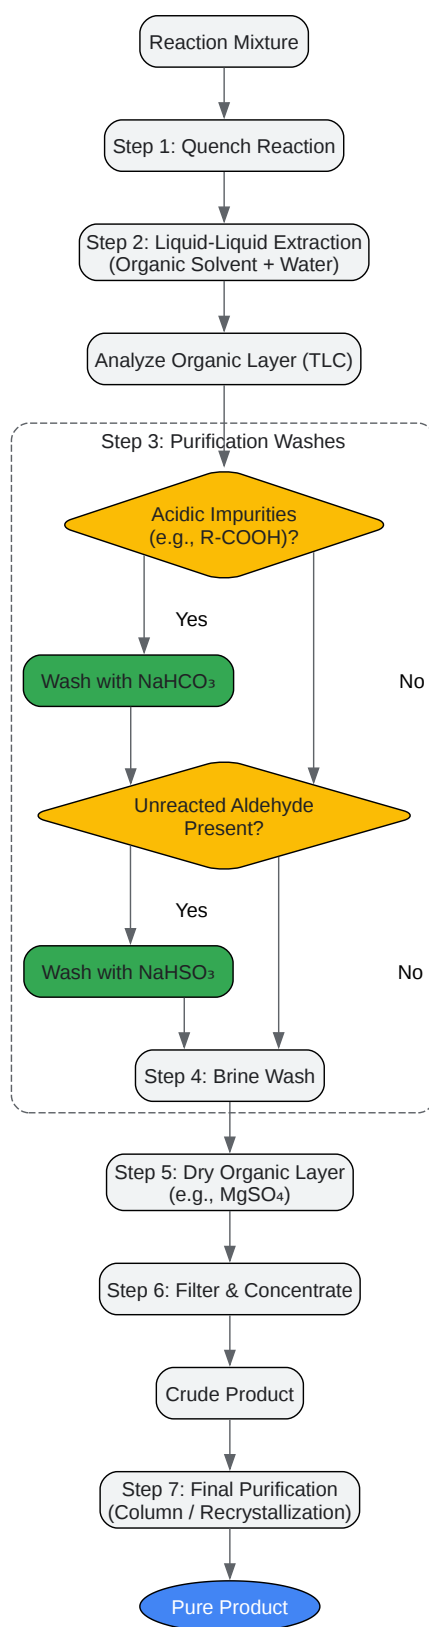 Reaction Mixture
Step 1: Quench Reaction
Step 2: Liquid-Liquid Extraction
(Organic Solvent + Water)
Analyze Organic Layer (TLC)
Step 3: Purification Washes
Acidic Impurities
(e.g., R-COOH)?
Yes
Wash with NaHCO₃
No
Unreacted Aldehyde
Present?
Yes
Wash with NaHSO₃
No
Step 4: Brine Wash
Step 5: Dry Organic Layer
(e.g., MgSO₄)
Step 6: Filter & Concentrate
Crude Product
Step 7: Final Purification
(Column / Recrystallization)
Pure Product